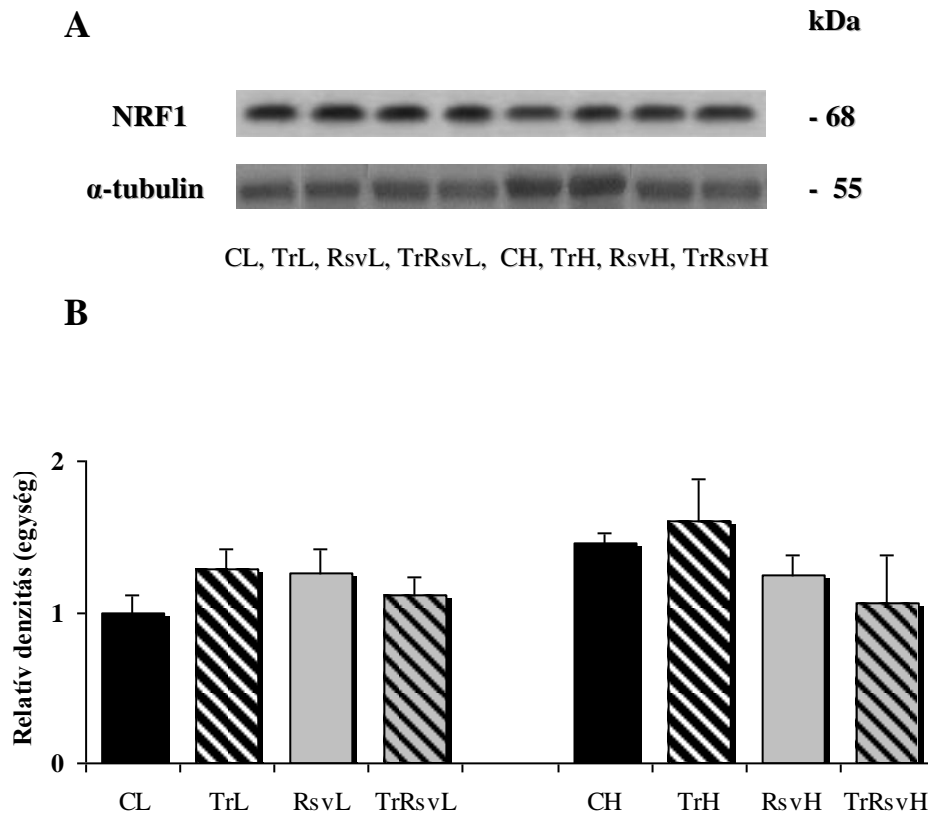 A kDa
NRF1 - 68
α-tubulin - 55
CL, TrL, RsvL, TrRsvL, CH, TrH, RsvH, TrRsvH
B
Relatív denzitás (egység)
2
1
0
CL TrL RsvL TrRsvL CH TrH RsvH TrRsvH